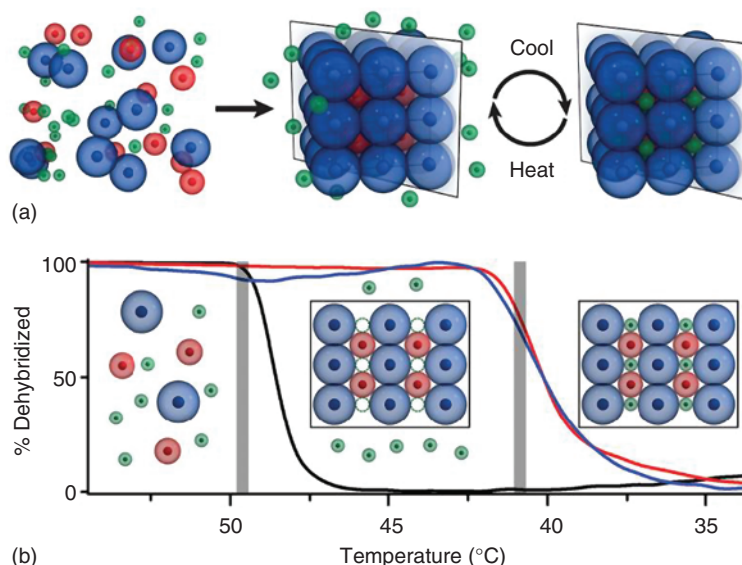 Cool
Heat
(a)
100
50
0
% Dehybridized
50
45
40
35
Temperature (°C)
(b)